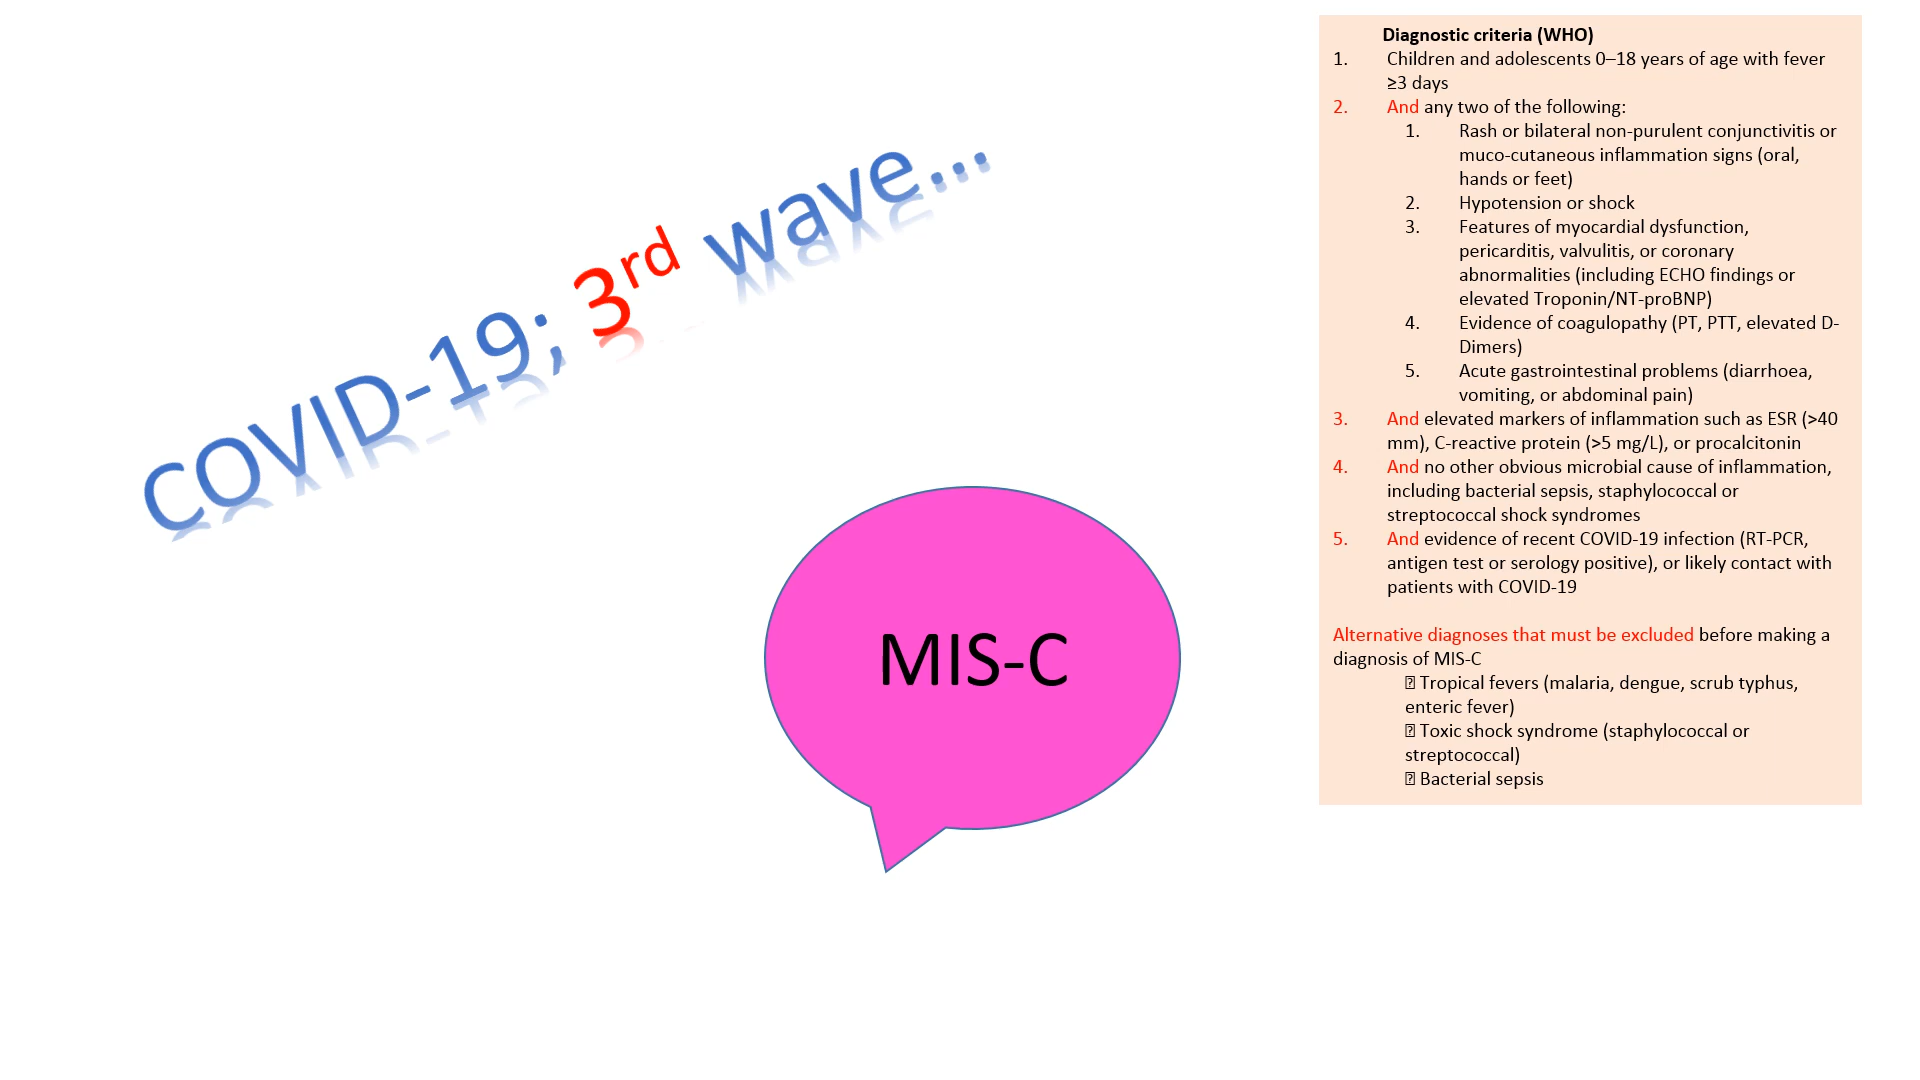 COVID-19; 3rd wave...
MIS-C
Diagnostic criteria (WHO)
1. Children and adolescents 0–18 years of age with fever
≥3 days
2. And any two of the following:
1. Rash or bilateral non-purulent conjunctivitis or
muco-cutaneous inflammation signs (oral,
hands or feet)
2. Hypotension or shock
3. Features of myocardial dysfunction,
pericarditis, valvulitis, or coronary
abnormalities (including ECHO findings or
elevated Troponin/NT-proBNP)
4. Evidence of coagulopathy (PT, PTT, elevated D-
Dimers)
5. Acute gastrointestinal problems (diarrhoea,
vomiting, or abdominal pain)
3. And elevated markers of inflammation such as ESR (>40
mm), C-reactive protein (>5 mg/L), or procalcitonin
4. And no other obvious microbial cause of inflammation,
including bacterial sepsis, staphylococcal or
streptococcal shock syndromes
5. And evidence of recent COVID-19 infection (RT-PCR,
antigen test or serology positive), or likely contact with
patients with COVID-19
Alternative diagnoses that must be excluded before making a
diagnosis of MIS-C
Tropical fevers (malaria, dengue, scrub typhus,
enteric fever)
Toxic shock syndrome (staphylococcal or
streptococcal)
Bacterial sepsis